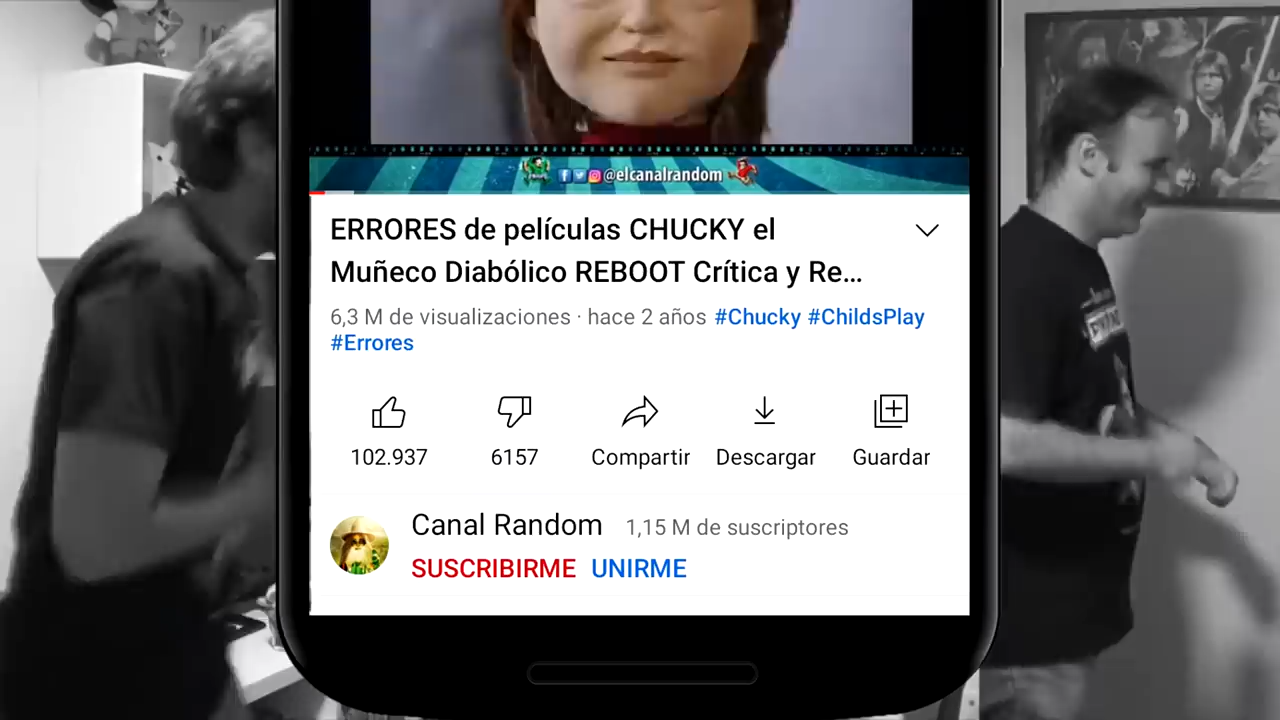 @elcanalrandom
ERRORES de películas CHUCKY el
Muñeco Diabólico REBOOT Crítica y Re...
6,3 M de visualizaciones · hace 2 años #Chucky #ChildsPlay
#Errores
102.937 6157 Compartir Descargar Guardar
Canal Random 1,15 M de suscriptores
SUSCRIBIRME UNIRME